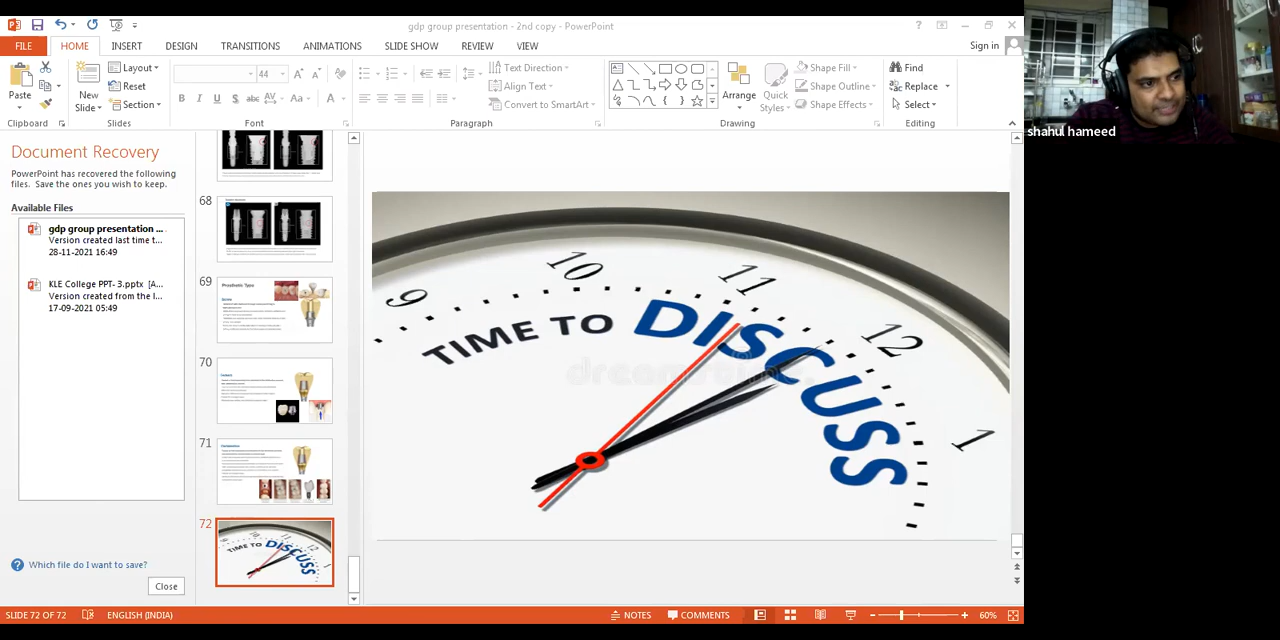 gdp group presentation - 2nd copy - PowerPoint
FILE HOME INSERT DESIGN TRANSITIONS ANIMATIONS SLIDE SHOW REVIEW VIEW
Sign in
Paste
Clipboard
New
Slide
Layout
Reset
Section
Slides
44
Font
Text Direction
Align Text
Convert to SmartArt
Paragraph
Arrange
Quick
Styles
Shape Fill
Shape Outline
Shape Effects
Drawing
Find
Replace
Select
Editing
shahul hameed
Document Recovery
PowerPoint has recovered the following
files. Save the ones you wish to keep.
Available Files
gdp group presentation ...
Version created last time t...
28-11-2021 16:49
KLE College PPT- 3.pptx [A...
Version created from the l...
17-09-2021 05:49
Which file do I want to save?
Close
68
69
Prosthetic Type
70
71
72
TIME TO DISCUSS
9 10 11 12 1
TIME TO DISCUSS
SLIDE 72 OF 72
ENGLISH (INDIA)
NOTES
COMMENTS
60%